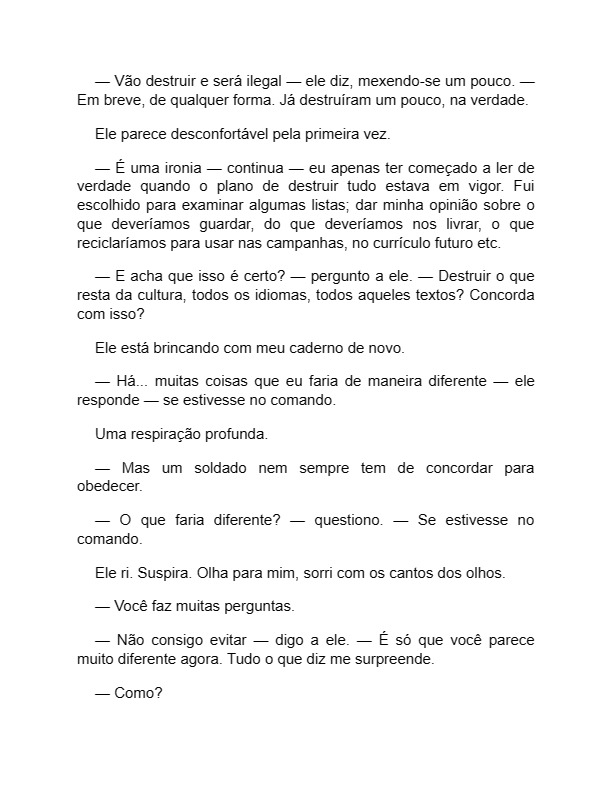 — Vão destruir e será ilegal — ele diz, mexendo-se um pouco. —
Em breve, de qualquer forma. Já destruíram um pouco, na verdade.
Ele parece desconfortável pela primeira vez.
— É uma ironia — continua — eu apenas ter começado a ler de
verdade quando o plano de destruir tudo estava em vigor. Fui
escolhido para examinar algumas listas; dar minha opinião sobre o
que deveríamos guardar, do que deveríamos nos livrar, o que
reciclaríamos para usar nas campanhas, no currículo futuro etc.
— E acha que isso é certo? — pergunto a ele. — Destruir o que
resta da cultura, todos os idiomas, todos aqueles textos? Concorda
com isso?
Ele está brincando com meu caderno de novo.
— Há... muitas coisas que eu faria de maneira diferente — ele
responde — se estivesse no comando.
Uma respiração profunda.
— Mas um soldado nem sempre tem de concordar para
obedecer.
— O que faria diferente? — questiono. — Se estivesse no
comando.
Ele ri. Suspira. Olha para mim, sorri com os cantos dos olhos.
— Você faz muitas perguntas.
— Não consigo evitar — digo a ele. — É só que você parece
muito diferente agora. Tudo o que diz me surpreende.
— Como?